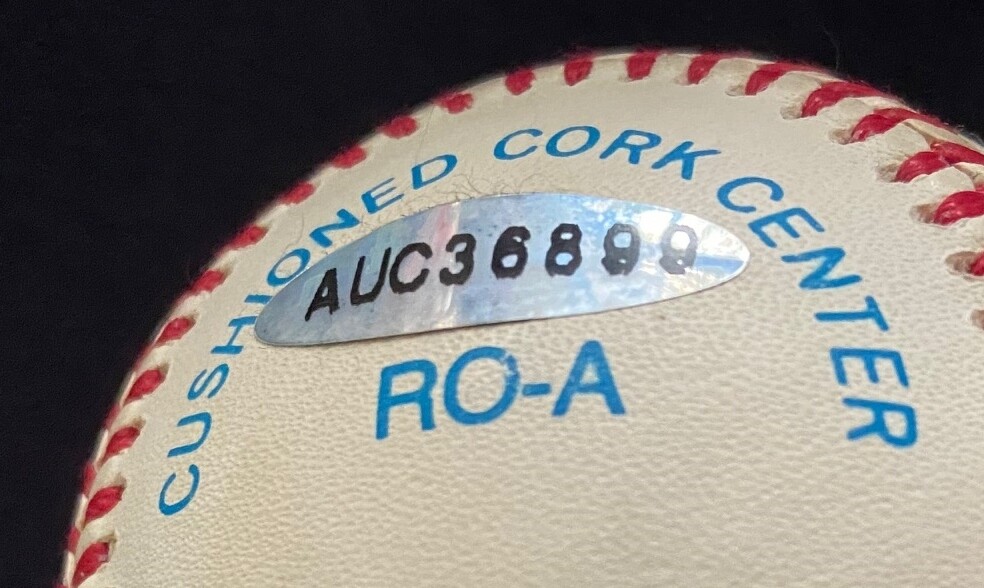 CUSHIONED CORK CENTER
AUC36899
RO-A